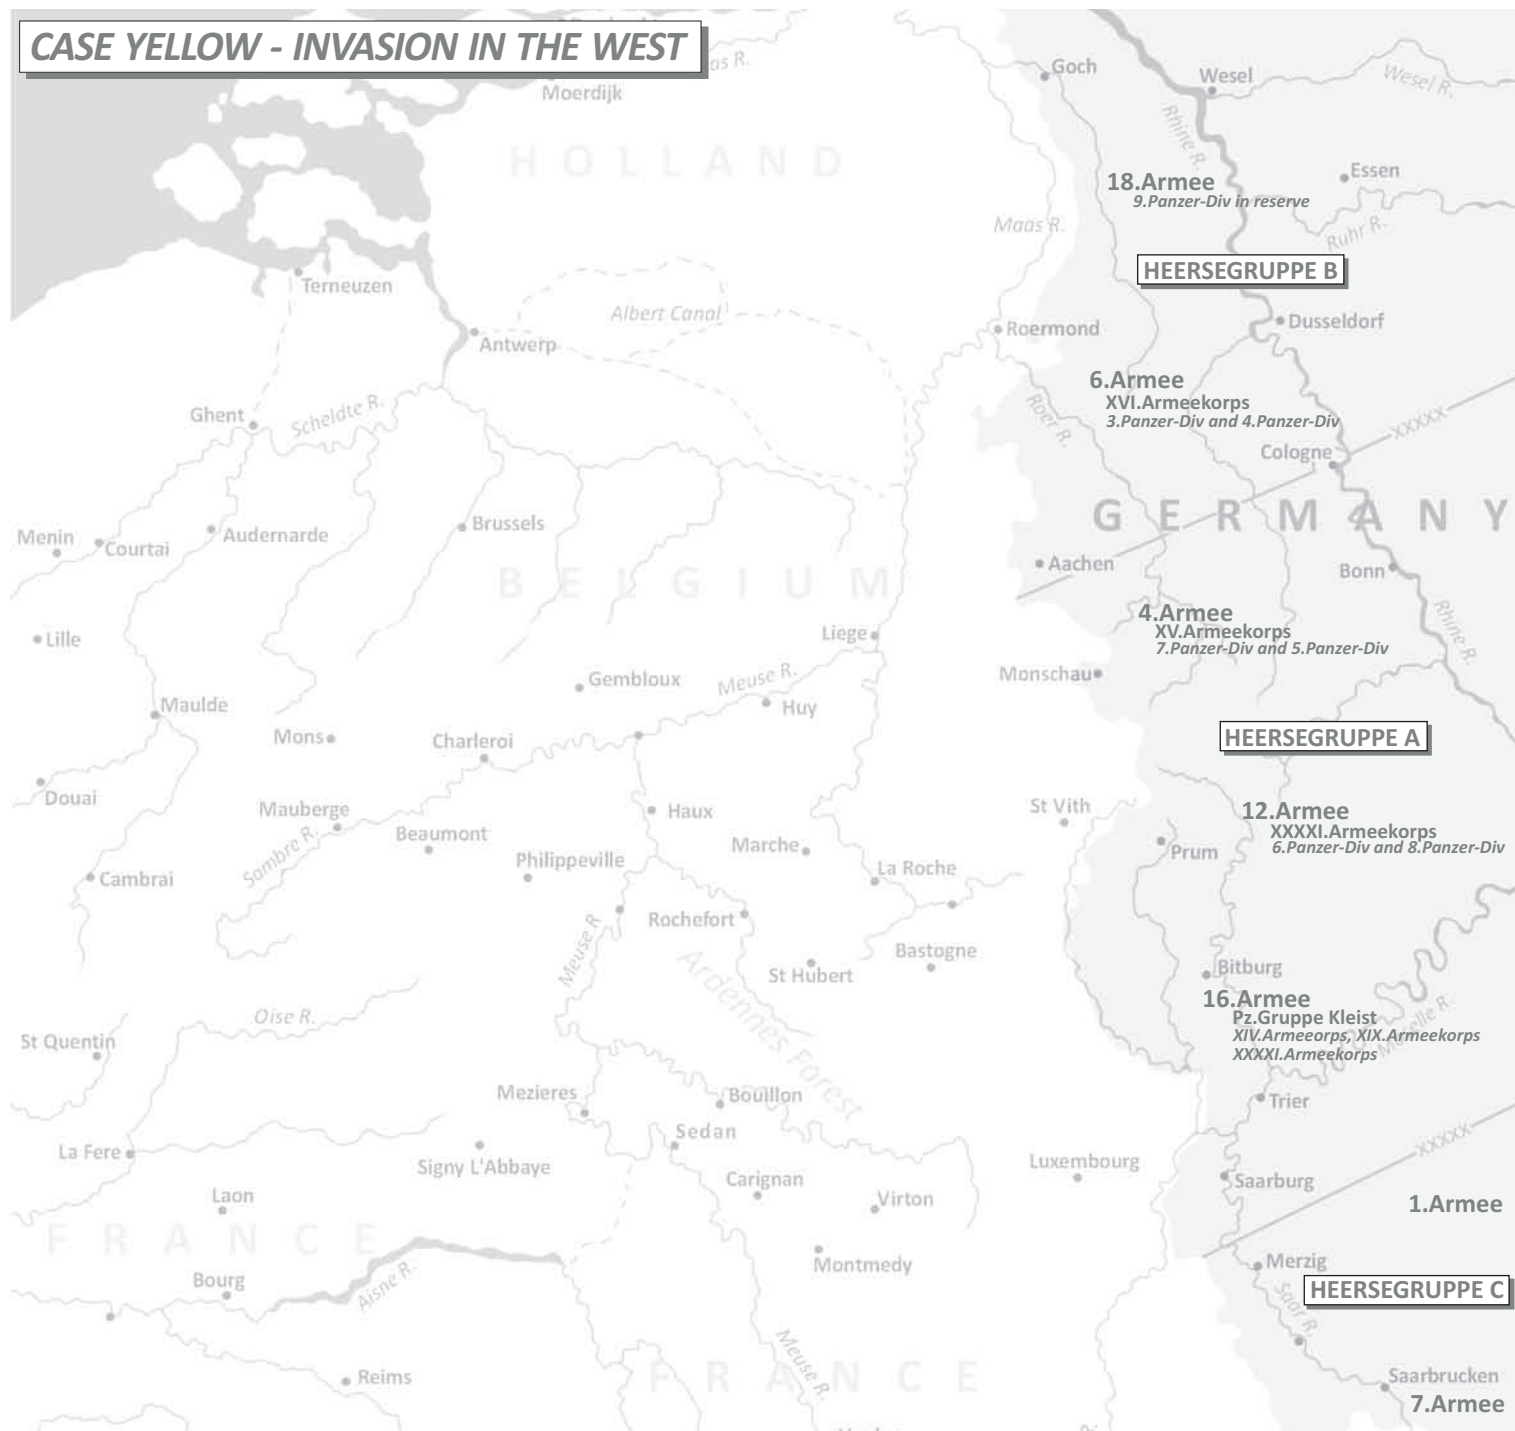 CASE YELLOW - INVASION IN THE WEST
as R.
Moerdijk
Goch
Wesel
Wesel R.
Rhine R.
HOLLAND
Essen
18.Armee
9.Panzer-Div in reserve
Maas R.
Ruhr R.
HEERSEGRUPPE B
Terneuzen
Albert Canal
Roermond
Dusseldorf
Antwerp
6.Armee
XVI.Armeekorps
3.Panzer-Div and 4.Panzer-Div
Ghent
Scheldte R.
Roer R.
XXXXX
Cologne
GERMANY
Menin
Courtai
Audernarde
Brussels
Aachen
Bonn
BELGIUM
4.Armee
XV.Armeekorps
7.Panzer-Div and 5.Panzer-Div
Rhine R.
Lille
Liege
Monschau
Gembloux
Meuse R.
Huy
Maulde
Mons
Charleroi
HEERSEGRUPPE A
Douai
Mauberge
Sambre R.
Beaumont
Haux
St Vith
12.Armee
XXXXI.Armeekorps
6.Panzer-Div and 8.Panzer-Div
Philippeville
Marche
La Roche
Prum
Cambrai
Rochefort
Meuse R
Bastogne
St Hubert
Ardennes Forest
Bitburg
16.Armee
Pz.Gruppe Kleist
XIV.Armeeorps, XIX.Armeekorps
XXXXI.Armeekorps
Moselle R.
Oise R.
St Quentin
Mezieres
Bouillon
Trier
Sedan
XXXXX
La Fere
Signy L'Abbaye
Luxembourg
Carignan
Saarburg
Laon
Virton
1.Armee
FRANCE
Montmedy
Merzig
Bourg
Aisne R.
HEERSEGRUPPE C
Saar R.
Meuse R.
Reims
FRANCE
Saarbrucken
7.Armee
R.